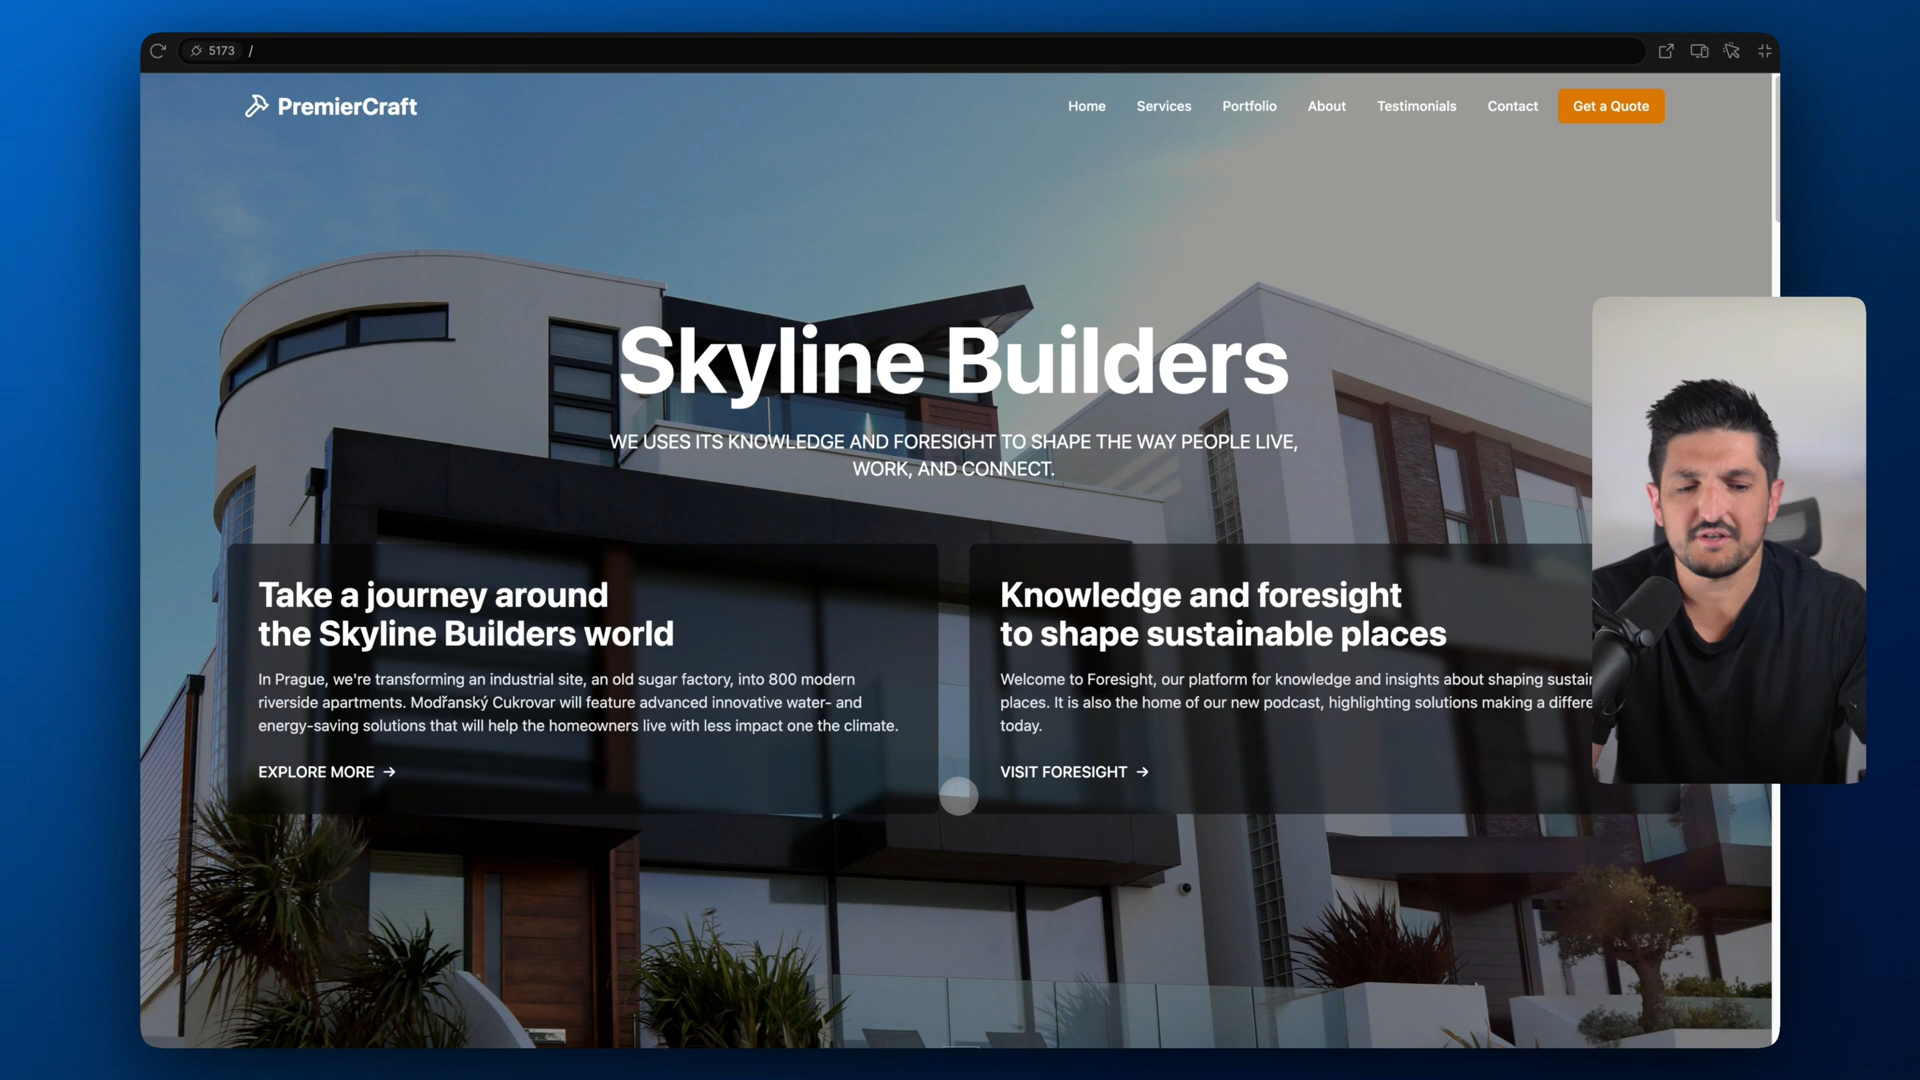 5173 /
PremierCraft
Home Services Portfolio About Testimonials Contact Get a Quote
Skyline Builders
WE USES ITS KNOWLEDGE AND FORESIGHT TO SHAPE THE WAY PEOPLE LIVE,
WORK, AND CONNECT.
Take a journey around
the Skyline Builders world
In Prague, we're transforming an industrial site, an old sugar factory, into 800 modern
riverside apartments. Modřanský Cukrovar will feature advanced innovative water- and
energy-saving solutions that will help the homeowners live with less impact one the climate.
EXPLORE MORE →
Knowledge and foresight
to shape sustainable places
Welcome to Foresight, our platform for knowledge and insights about shaping
places. It is also the home of our new podcast, highlighting solutions making a
today.
VISIT FORESIGHT →